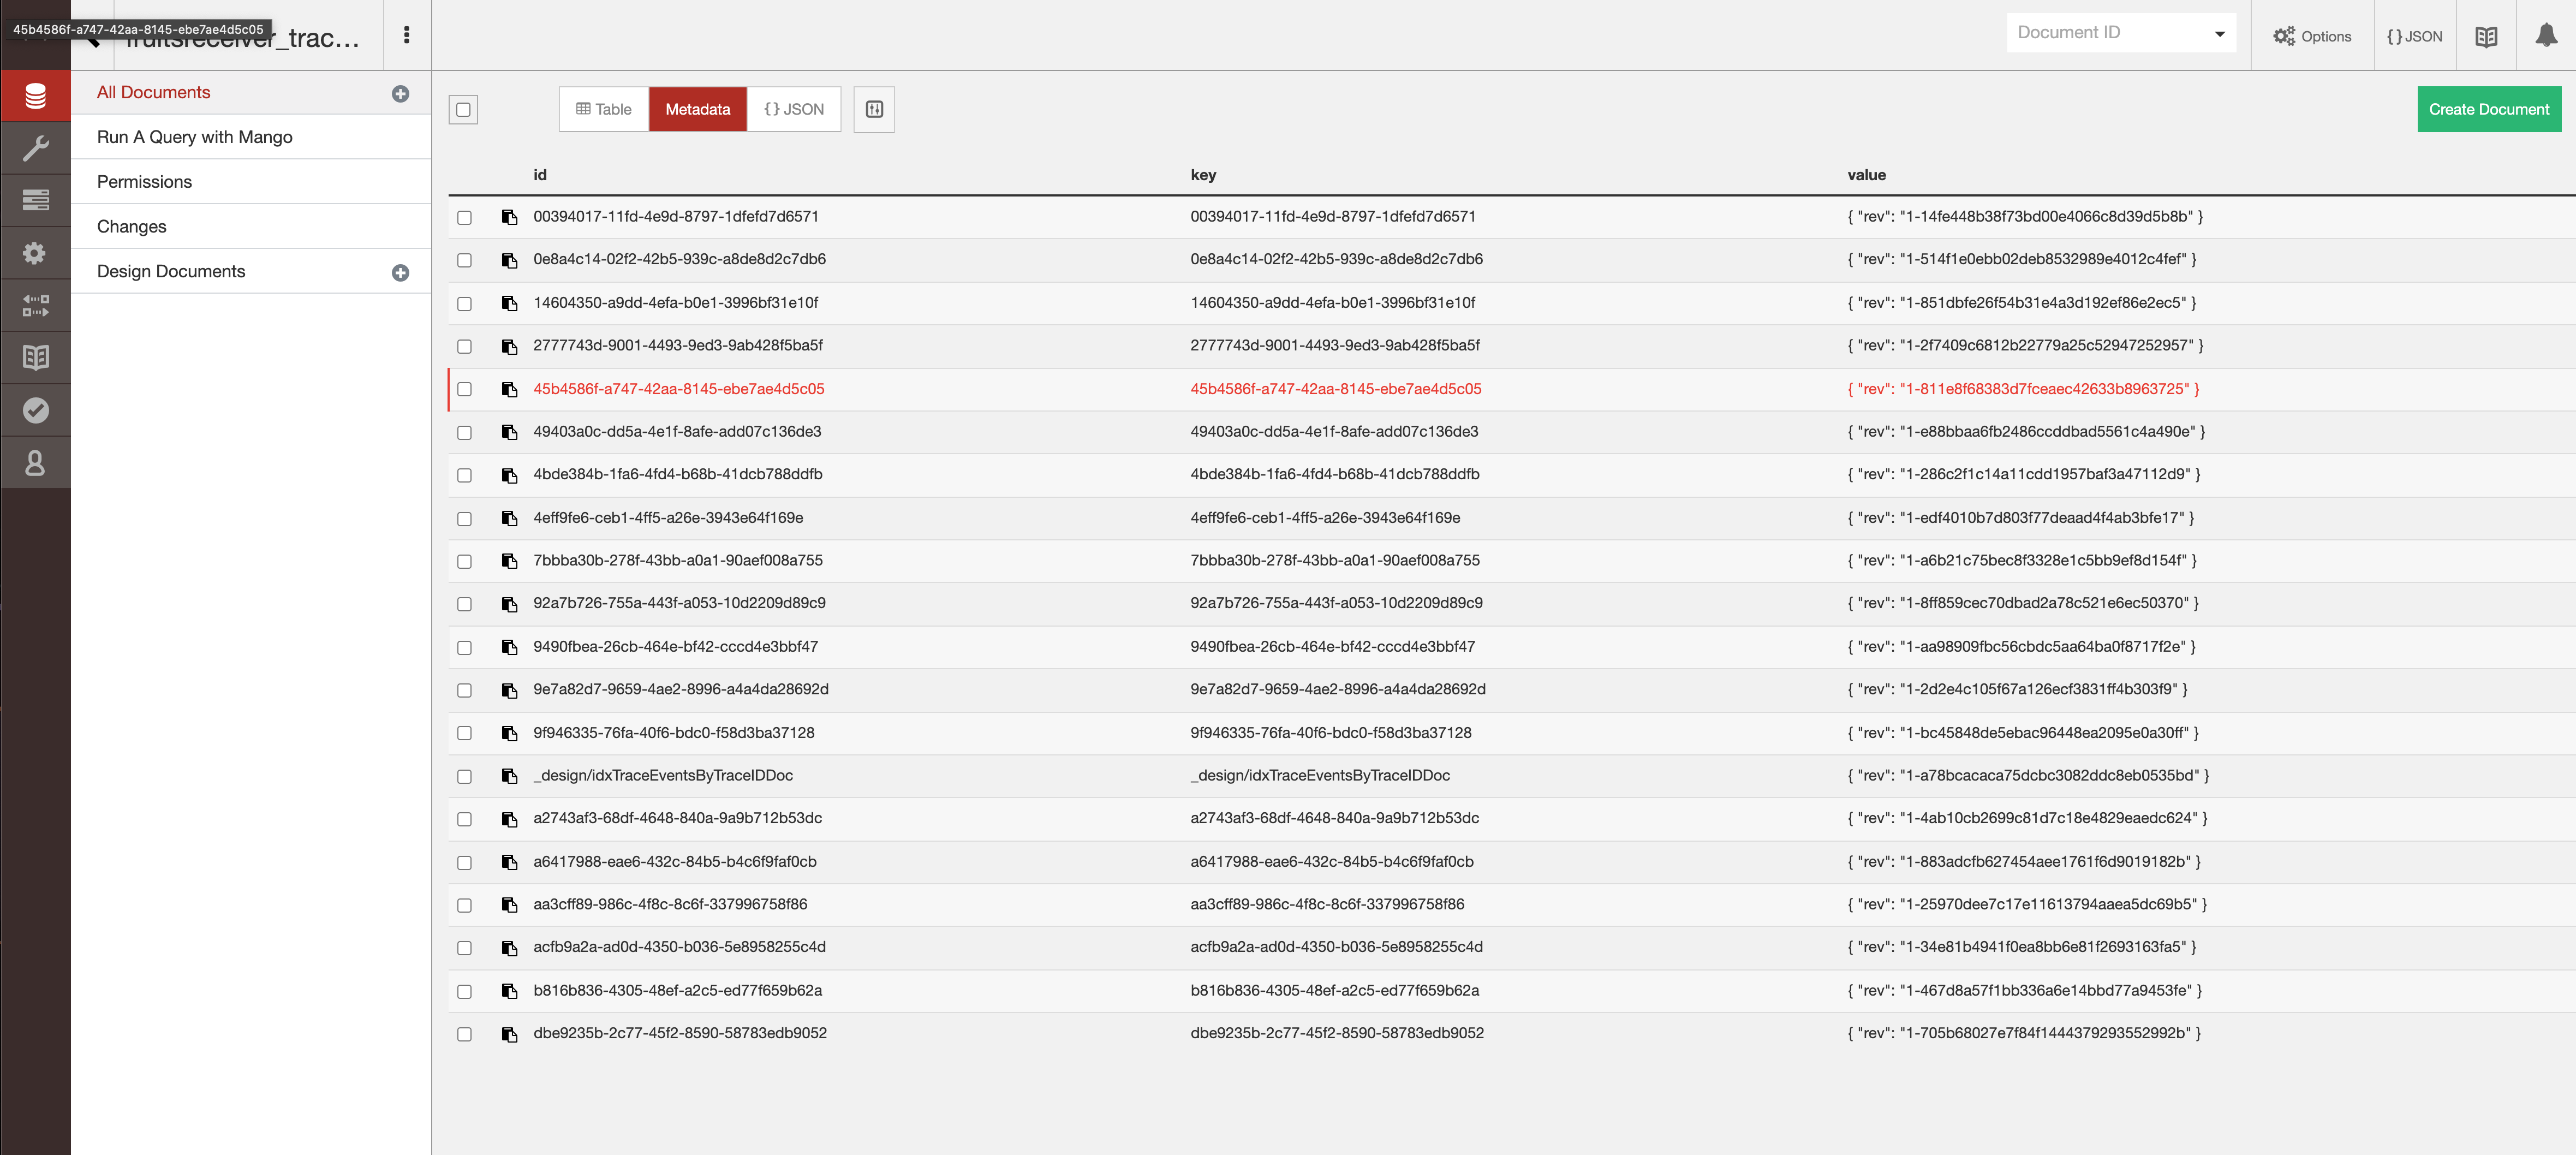 45b4586f-a747-42aa-8145-ebe7ae4d5c05
fruitsreceiver_trac...
Document ID
Options
{ } JSON
All Documents
Run A Query with Mango
Permissions
Changes
Design Documents
Table
Metadata
{ } JSON
Create Document
id key value
00394017-11fd-4e9d-8797-1dfefd7d6571 00394017-11fd-4e9d-8797-1dfefd7d6571 { "rev": "1-14fe448b38f73bd00e4066c8d39d5b8b" }
0e8a4c14-02f2-42b5-939c-a8de8d2c7db6 0e8a4c14-02f2-42b5-939c-a8de8d2c7db6 { "rev": "1-514f1e0ebb02deb8532989e4012c4fef" }
14604350-a9dd-4efa-b0e1-3996bf31e10f 14604350-a9dd-4efa-b0e1-3996bf31e10f { "rev": "1-851dbfe26f54b31e4a3d192ef86e2ec5" }
2777743d-9001-4493-9ed3-9ab428f5ba5f 2777743d-9001-4493-9ed3-9ab428f5ba5f { "rev": "1-2f7409c6812b22779a25c52947252957" }
45b4586f-a747-42aa-8145-ebe7ae4d5c05 45b4586f-a747-42aa-8145-ebe7ae4d5c05 { "rev": "1-811e8f68383d7fceaec42633b8963725" }
49403a0c-dd5a-4e1f-8afe-add07c136de3 49403a0c-dd5a-4e1f-8afe-add07c136de3 { "rev": "1-e88bbaa6fb2486ccddbad5561c4a490e" }
4bde384b-1fa6-4fd4-b68b-41dcb788ddfb 4bde384b-1fa6-4fd4-b68b-41dcb788ddfb { "rev": "1-286c2f1c14a11cdd1957baf3a47112d9" }
4eff9fe6-ceb1-4ff5-a26e-3943e64f169e 4eff9fe6-ceb1-4ff5-a26e-3943e64f169e { "rev": "1-edf4010b7d803f77deaad4f4ab3bfe17" }
7bbba30b-278f-43bb-a0a1-90aef008a755 7bbba30b-278f-43bb-a0a1-90aef008a755 { "rev": "1-a6b21c75bec8f3328e1c5bb9ef8d154f" }
92a7b726-755a-443f-a053-10d2209d89c9 92a7b726-755a-443f-a053-10d2209d89c9 { "rev": "1-8ff859cec70dbad2a78c521e6ec50370" }
9490fbea-26cb-464e-bf42-cccd4e3bbf47 9490fbea-26cb-464e-bf42-cccd4e3bbf47 { "rev": "1-aa98909fbc56cbdc5aa64ba0f8717f2e" }
9e7a82d7-9659-4ae2-8996-a4a4da28692d 9e7a82d7-9659-4ae2-8996-a4a4da28692d { "rev": "1-2d2e4c105f67a126ecf3831ff4b303f9" }
9f946335-76fa-40f6-bdc0-f58d3ba37128 9f946335-76fa-40f6-bdc0-f58d3ba37128 { "rev": "1-bc45848de5ebac96448ea2095e0a30ff" }
_design/idxTraceEventsByTraceIDDoc _design/idxTraceEventsByTraceIDDoc { "rev": "1-a78bcacaca75dcbc3082ddc8eb0535bd" }
a2743af3-68df-4648-840a-9a9b712b53dc a2743af3-68df-4648-840a-9a9b712b53dc { "rev": "1-4ab10cb2699c81d7c18e4829eaedc624" }
a6417988-eae6-432c-84b5-b4c6f9faf0cb a6417988-eae6-432c-84b5-b4c6f9faf0cb { "rev": "1-883adcfb627454aee1761f6d9019182b" }
aa3cff89-986c-4f8c-8c6f-337996758f86 aa3cff89-986c-4f8c-8c6f-337996758f86 { "rev": "1-25970dee7c17e11613794aaea5dc69b5" }
acfb9a2a-ad0d-4350-b036-5e8958255c4d acfb9a2a-ad0d-4350-b036-5e8958255c4d { "rev": "1-34e81b4941f0ea8bb6e81f2693163fa5" }
b816b836-4305-48ef-a2c5-ed77f659b62a b816b836-4305-48ef-a2c5-ed77f659b62a { "rev": "1-467d8a57f1bb336a6e14bbd77a9453fe" }
dbe9235b-2c77-45f2-8590-58783edb9052 dbe9235b-2c77-45f2-8590-58783edb9052 { "rev": "1-705b68027e7f84f1444379293552992b" }